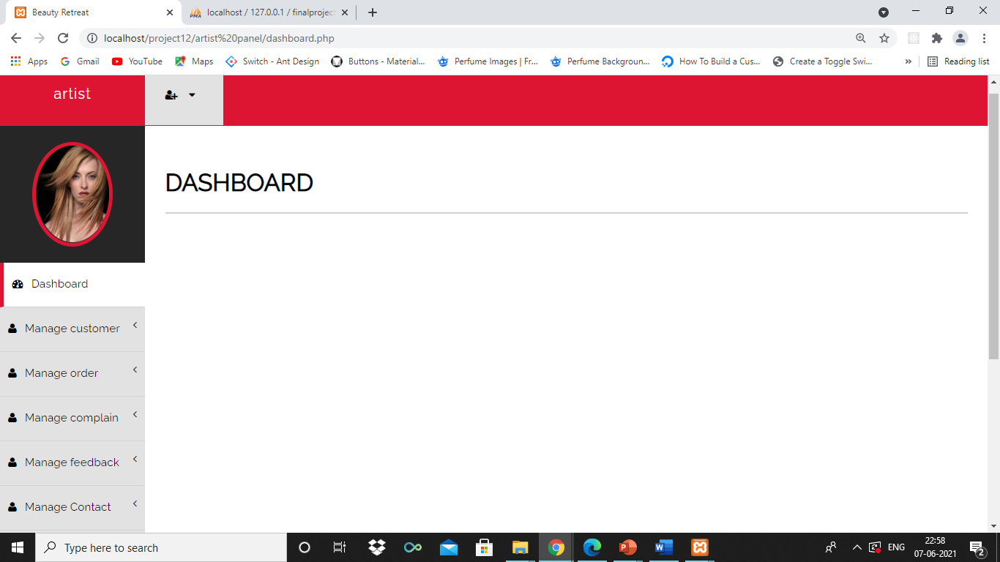 Beauty Retreat
localhost / 127.0.0.1 / finalproject
localhost/project12/artist%20panel/dashboard.php
Apps
Gmail
YouTube
Maps
Switch - Ant Design
Buttons - Material...
Perfume Images | Fr...
Perfume Backgroun...
How To Build a Cus...
Create a Toggle Swi...
»
Reading list
artist
DASHBOARD
Dashboard
Manage customer
Manage order
Manage complain
Manage feedback
Manage Contact
Type here to search
ENG
22:58
07-06-2021
2